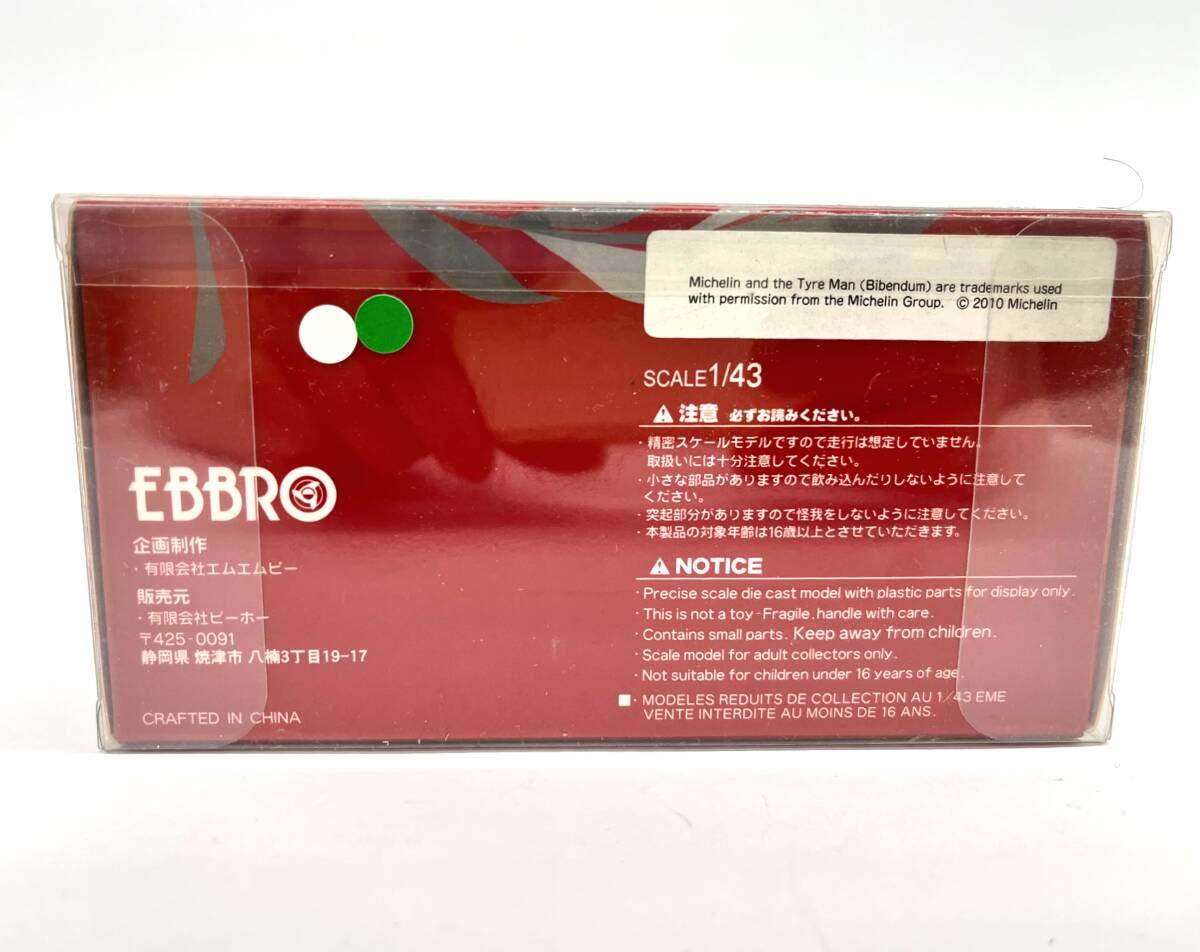 Michelin and the Tyre Man (Bibendum) are trademarks used
with permission from the Michelin Group. © 2010 Michelin
EBBRO
企画制作
・有限会社エムエムピー
販売元
・有限会社ビーホー
〒425-0091
静岡県 焼津市 八楠3丁目19-17
CRAFTED IN CHINA
SCALE1/43
注意 必ずお読みください。
・精密スケールモデルですので走行は想定していません。
取扱いには十分注意してください。
・小さな部品がありますので飲み込んだりしないように注意して
ください。
・突起部分がありますので怪我をしないように注意してください。
・本製品の対象年齢は16歳以上とさせていただきます。
NOTICE
・Precise scale die cast model with plastic parts for display only.
・This is not a toy-Fragile, handle with care.
・Contains small parts. Keep away from children.
・Scale model for adult collectors only.
・Not suitable for children under 16 years of age.
・MODELES REDUITS DE COLLECTION AU 1/43 EME
VENTE INTERDITE AU MOINS DE 16 ANS.